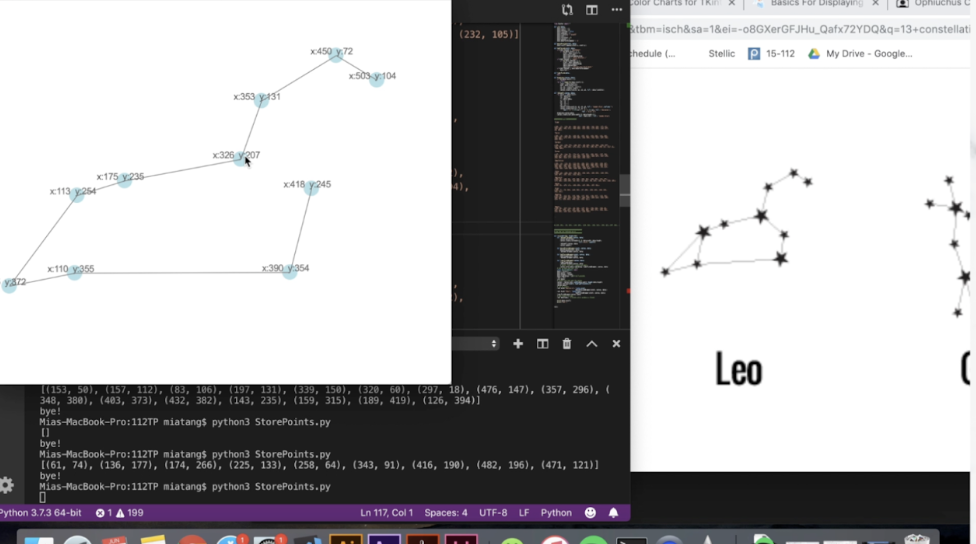 Color Charts for TKin
Basics For Displaying
Ophiuchus C
&tbm=isch&sa=1&ei=-o8GXerGFJHu_Qafx72YDQ&q=13+constellati
chedule (...
Stellic
15-112
My Drive - Google...
(232, 105)]
x:450 y:72
x:503 y:104
x:353 y:131
x:326 y:207
x:175 y:235
x:113 y:254
x:418 y:245
x:110 y:355
x:390 y:354
y:372
Leo
[(153, 50), (157, 112), (83, 106), (197, 131), (339, 150), (320, 60), (297, 18), (476, 147), (357, 296), (
348, 380), (403, 373), (432, 382), (143, 235), (159, 315), (189, 419), (126, 394)]
bye!
Mias-MacBook-Pro:112TP miatang$ python3 StorePoints.py
[]
bye!
Mias-MacBook-Pro:112TP miatang$ python3 StorePoints.py
[(61, 74), (136, 177), (174, 266), (225, 133), (258, 64), (343, 91), (416, 190), (482, 196), (471, 121)]
bye!
Mias-MacBook-Pro:112TP miatang$ python3 StorePoints.py
Python 3.7.3 64-bit
1
199
Ln 117, Col 1
Spaces: 4
UTF-8
LF
Python